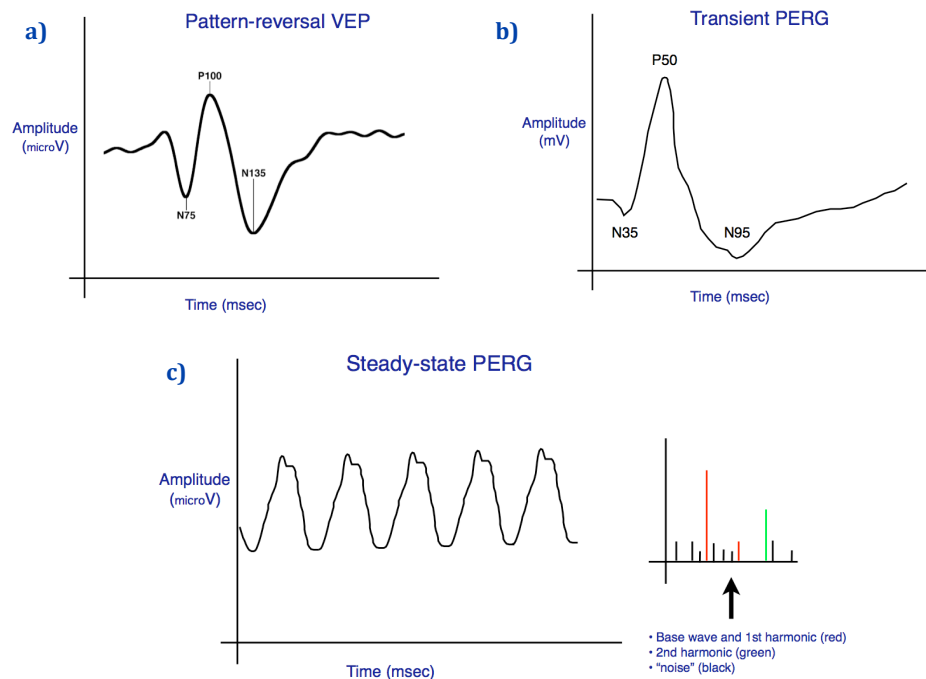 a)
Pattern-reversal VEP
P100
Amplitude
(microV)
N135
N75
Time (msec)
b)
Transient PERG
P50
Amplitude
(mV)
N35
N95
Time (msec)
c)
Steady-state PERG
Amplitude
(microV)
Time (msec)
• Base wave and 1st harmonic (red)
• 2nd harmonic (green)
• “noise” (black)